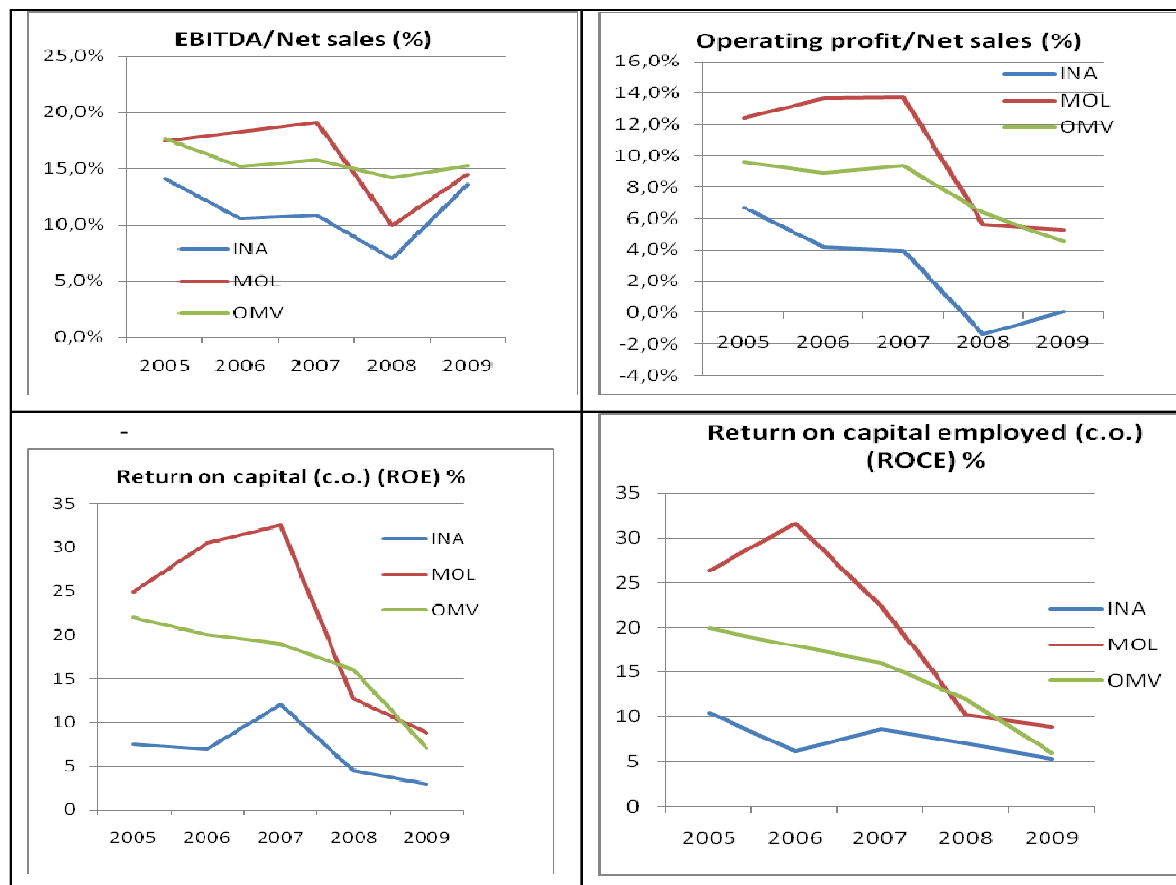 EBITDA/Net sales (%)
25,0%
20,0%
15,0%
10,0%
5,0%
0,0%
INA
MOL
OMV
2005 2006 2007 2008 2009
Operating profit/Net sales (%)
16,0%
14,0%
12,0%
10,0%
8,0%
6,0%
4,0%
2,0%
0,0%
-2,0%
-4,0%
INA
MOL
OMV
2005 2006 2007 2008 2009
-
Return on capital (c.o.) (ROE) %
35
30
25
20
15
10
5
0
INA
MOL
OMV
2005 2006 2007 2008 2009
Return on capital employed (c.o.)
(ROCE) %
35
30
25
20
15
10
5
0
INA
MOL
OMV
2005 2006 2007 2008 2009